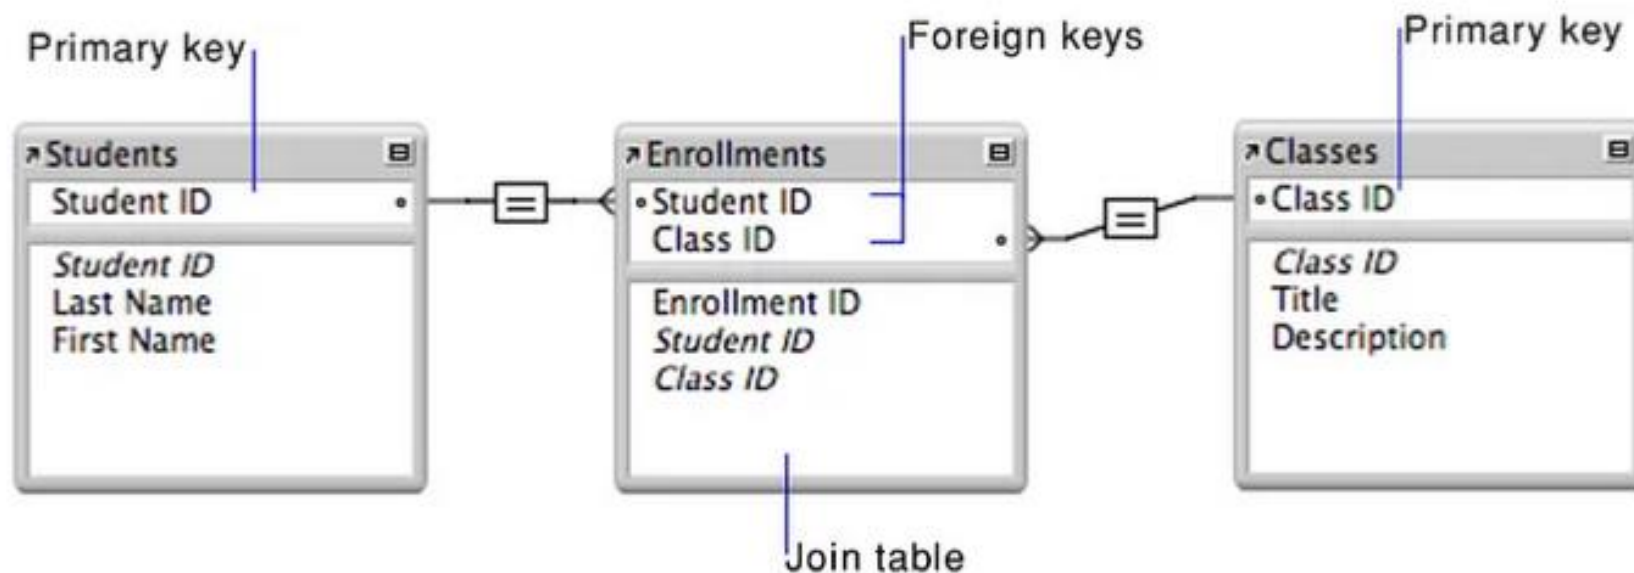 Primary key
Foreign keys
Primary key
Students
Student ID
Student ID
Last Name
First Name
Enrollments
Student ID
Class ID
Enrollment ID
Student ID
Class ID
Classes
Class ID
Class ID
Title
Description
Join table